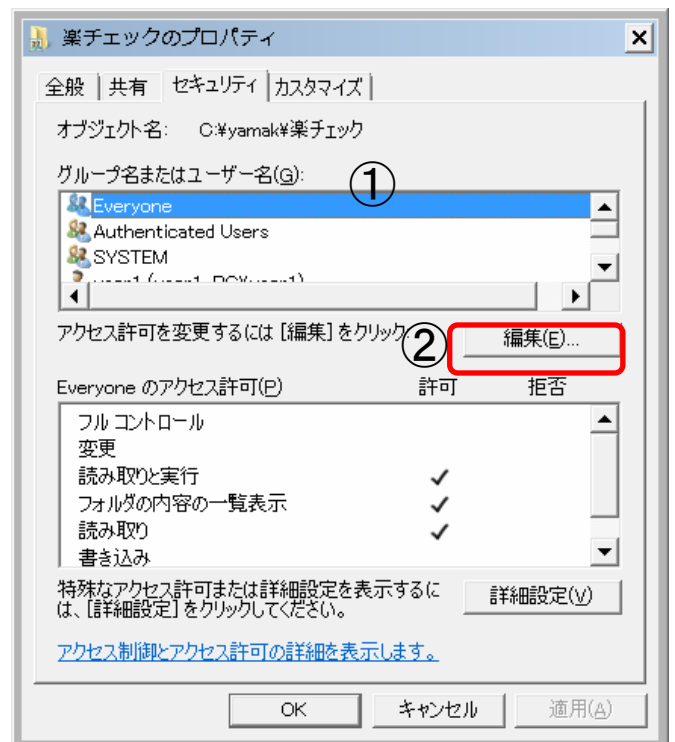 楽チェックのプロパティ
全般 共有 セキュリティ カスタマイズ
オブジェクト名: C:¥yamak¥楽チェック
グループ名またはユーザー名(G):
①
Everyone
Authenticated Users
SYSTEM
user1 (user1-PC¥user1)
アクセス許可を変更するには [編集] をクリック
②
編集(E)...
Everyone のアクセス許可(P) 許可 拒否
フル コントロール
変更
読み取りと実行
フォルダの内容の一覧表示
読み取り
書き込み
特殊なアクセス許可または詳細設定を表示するに
は、[詳細設定] をクリックしてください。
詳細設定(V)
アクセス制御とアクセス許可の詳細を表示します。
OK キャンセル 適用(A)